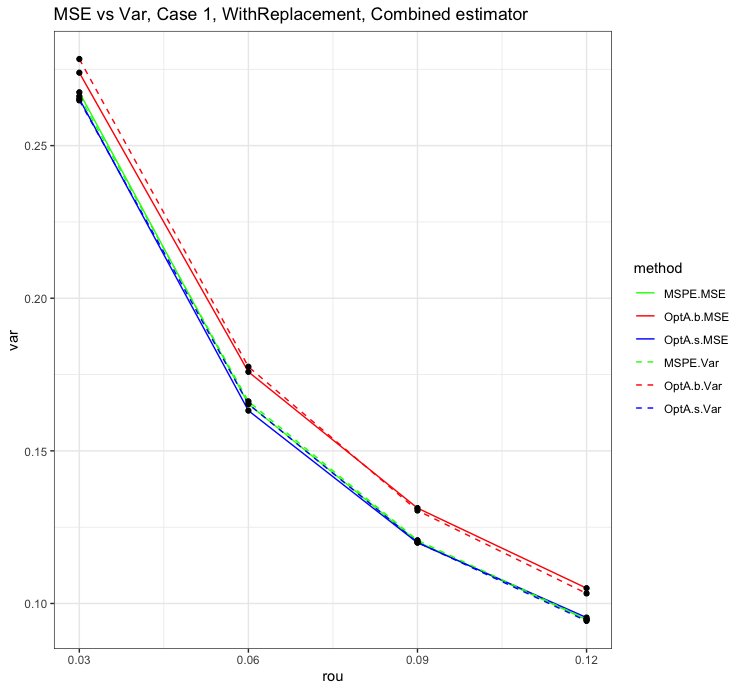 MSE vs Var, Case 1, WithReplacement, Combined estimator
0.25
0.20
0.15
0.10
var
0.03
0.06
0.09
0.12
rou
method
MSPE.MSE
OptA.b.MSE
OptA.s.MSE
MSPE.Var
OptA.b.Var
OptA.s.Var